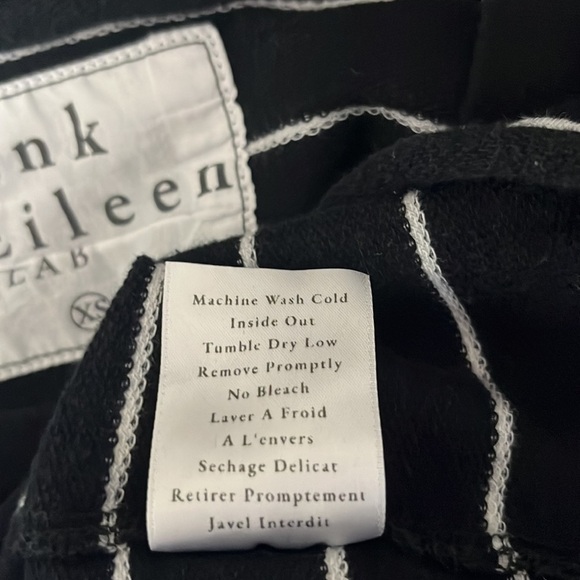 nk
Eileen
LAB
XS
Machine Wash Cold
Inside Out
Tumble Dry Low
Remove Promptly
No Bleach
Laver A Froid
A L'envers
Sechage Delicat
Retirer Promptement
Javel Interdit